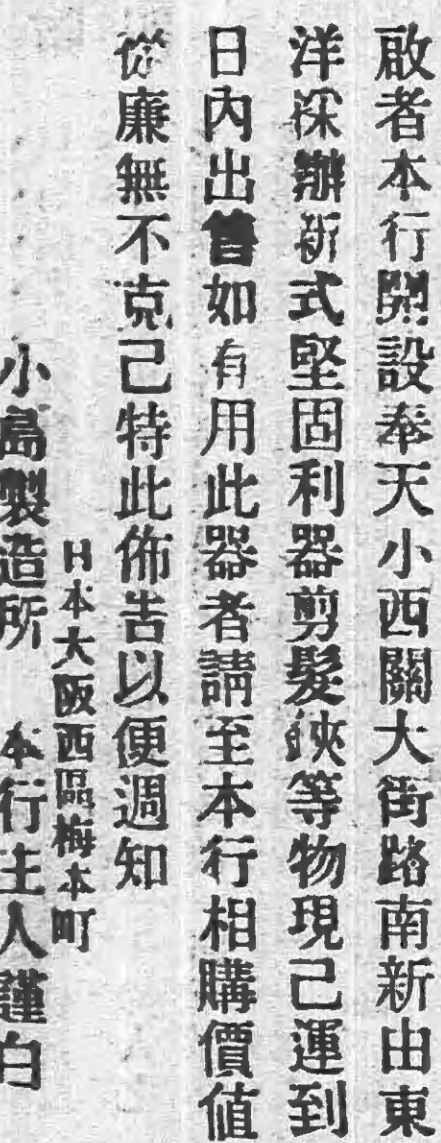 啟者本行開設奉天小西關大街路南新由東
洋採辦新式堅固利器剪髮鋏等物現己運到
日內出售如有用此器者請至本行相購價值
從廉無不克己特此佈告以便週知
日本大阪西區梅本町
小島製造所　本行主人謹白